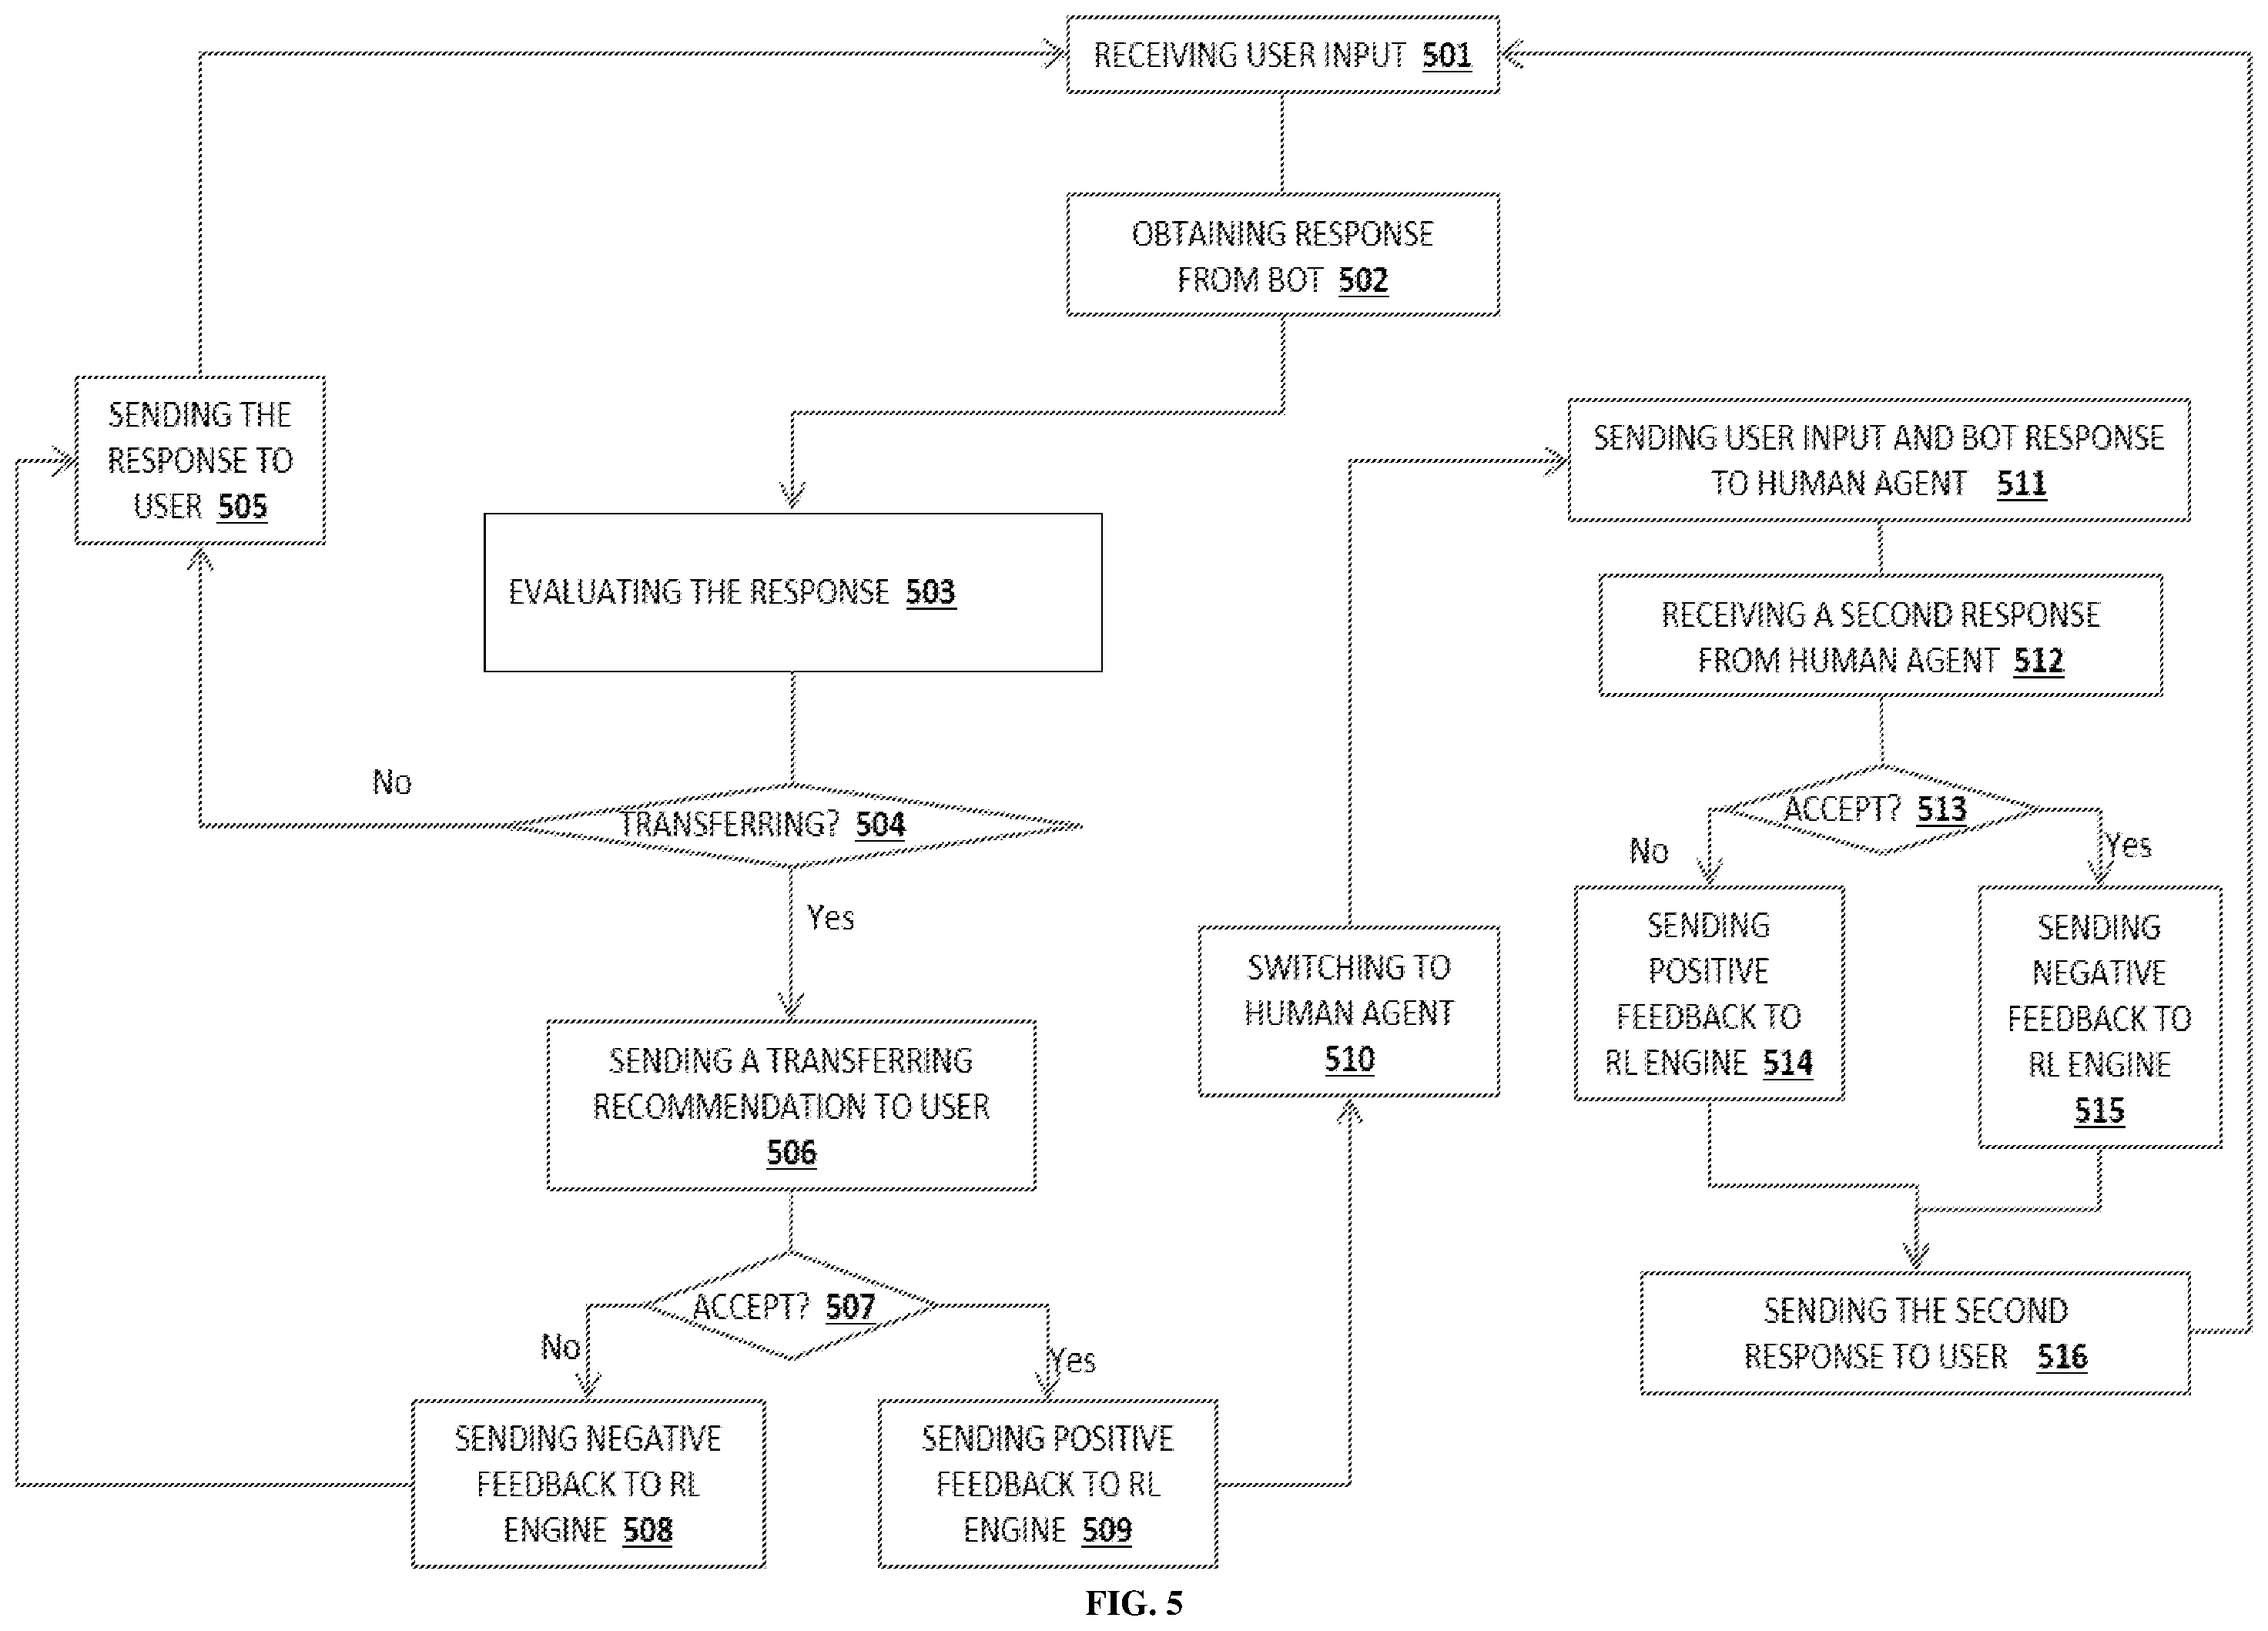 RECEIVING USER INPUT 501
OBTAINING RESPONSE
FROM BOT 502
SENDING THE
RESPONSE TO
USER 505
EVALUATING THE RESPONSE 503
No
TRANSFERRING? 504
Yes
SENDING A TRANSFERRING
RECOMMENDATION TO USER
506
ACCEPT? 507
No
Yes
SENDING NEGATIVE
FEEDBACK TO RL
ENGINE 508
SENDING POSITIVE
FEEDBACK TO RL
ENGINE 509
SWITCHING TO
HUMAN AGENT
510
SENDING USER INPUT AND BOT RESPONSE
TO HUMAN AGENT 511
RECEIVING A SECOND RESPONSE
FROM HUMAN AGENT 512
ACCEPT? 513
No
Yes
SENDING
POSITIVE
FEEDBACK TO
RL ENGINE 514
SENDING
NEGATIVE
FEEDBACK TO
RL ENGINE
515
SENDING THE SECOND
RESPONSE TO USER 516
FIG. 5